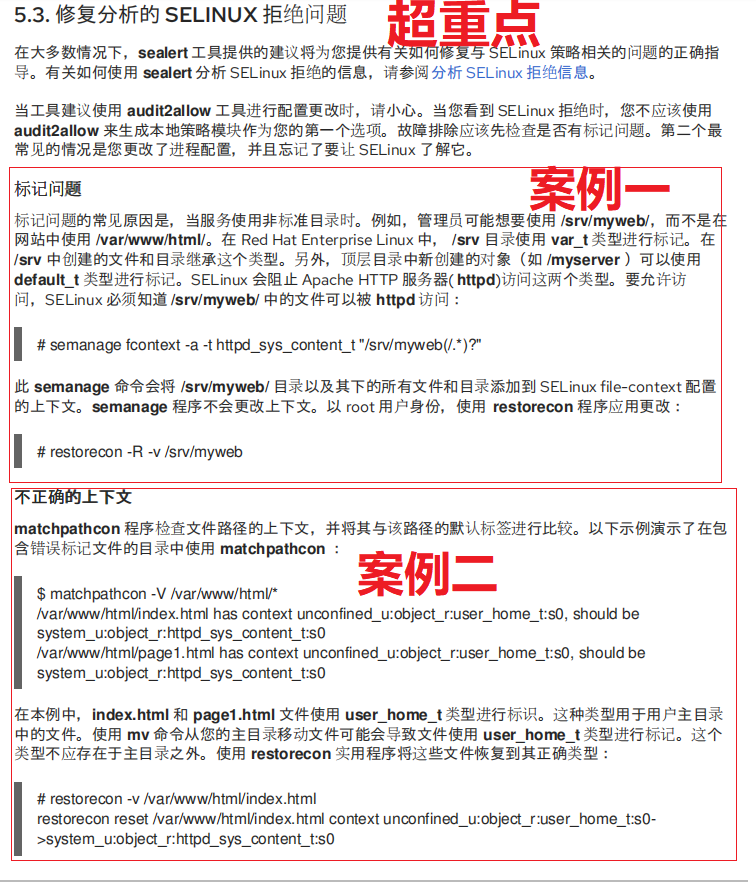 5.3. 修复分析的 SELINUX 拒绝问题
超重点
在大多数情况下，sealert 工具提供的建议将为您提供有关如何修复与 SELinux 策略相关的问题的正确指
导。有关如何使用 sealert 分析 SELinux 拒绝的信息，请参阅分析 SELinux 拒绝信息。
当工具建议使用 audit2allow 工具进行配置更改时，请小心。当您看到 SELinux 拒绝时，您不应该使用
audit2allow 来生成本地策略模块作为您的第一个选项。故障排除应该先检查是否有标记问题。第二个最
常见的情况是您更改了进程配置，并且忘记了要让 SELinux 了解它。
案例一
标记问题
标记问题的常见原因是，当服务使用非标准目录时。例如，管理员可能想要使用 /srv/myweb/，而不是在
网站中使用 /var/www/html/。在 Red Hat Enterprise Linux 中， /srv 目录使用 var_t 类型进行标记。在
/srv 中创建的文件和目录继承这个类型。另外，顶层目录中新创建的对象（如 /myserver ）可以使用
default_t 类型进行标记。SELinux 会阻止 Apache HTTP 服务器( httpd)访问这两个类型。要允许访
问，SELinux 必须知道 /srv/myweb/ 中的文件可以被 httpd 访问：
# semanage fcontext -a -t httpd_sys_content_t "/srv/myweb(/.*)?"
此 semanage 命令会将 /srv/myweb/ 目录以及其下的所有文件和目录添加到 SELinux file-context 配置
的上下文。semanage 程序不会更改上下文。以 root 用户身份，使用 restorecon 程序应用更改：
# restorecon -R -v /srv/myweb
不正确的上下文
matchpathcon 程序检查文件路径的上下文，并将其与该路径的默认标签进行比较。以下示例演示了在包
含错误标记文件的目录中使用 matchpathcon ：
案例二
$ matchpathcon -V /var/www/html/*
/var/www/html/index.html has context unconfined_u:object_r:user_home_t:s0, should be
system_u:object_r:httpd_sys_content_t:s0
/var/www/html/page1.html has context unconfined_u:object_r:user_home_t:s0, should be
system_u:object_r:httpd_sys_content_t:s0
在本例中，index.html 和 page1.html 文件使用 user_home_t 类型进行标识。这种类型用于用户主目录
中的文件。使用 mv 命令从您的主目录移动文件可能会导致文件使用 user_home_t 类型进行标记。这个
类型不应存在于主目录之外。使用 restorecon 实用程序将这些文件恢复到其正确类型：
# restorecon -v /var/www/html/index.html
restorecon reset /var/www/html/index.html context unconfined_u:object_r:user_home_t:s0-
>system_u:object_r:httpd_sys_content_t:s0